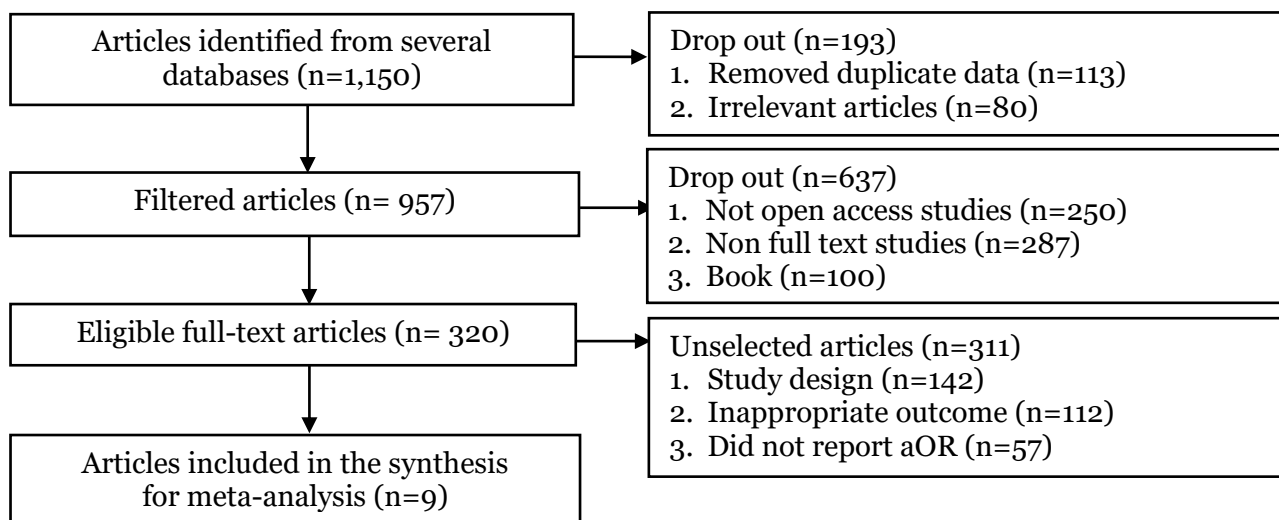 Articles identified from several
databases (n=1,150)
Drop out (n=193)
1. Removed duplicate data (n=113)
2. Irrelevant articles (n=80)
Filtered articles (n= 957)
Drop out (n=637)
1. Not open access studies (n=250)
2. Non full text studies (n=287)
3. Book (n=100)
Eligible full-text articles (n= 320)
Unselected articles (n=311)
1. Study design (n=142)
2. Inappropriate outcome (n=112)
3. Did not report aOR (n=57)
Articles included in the synthesis
for meta-analysis (n=9)